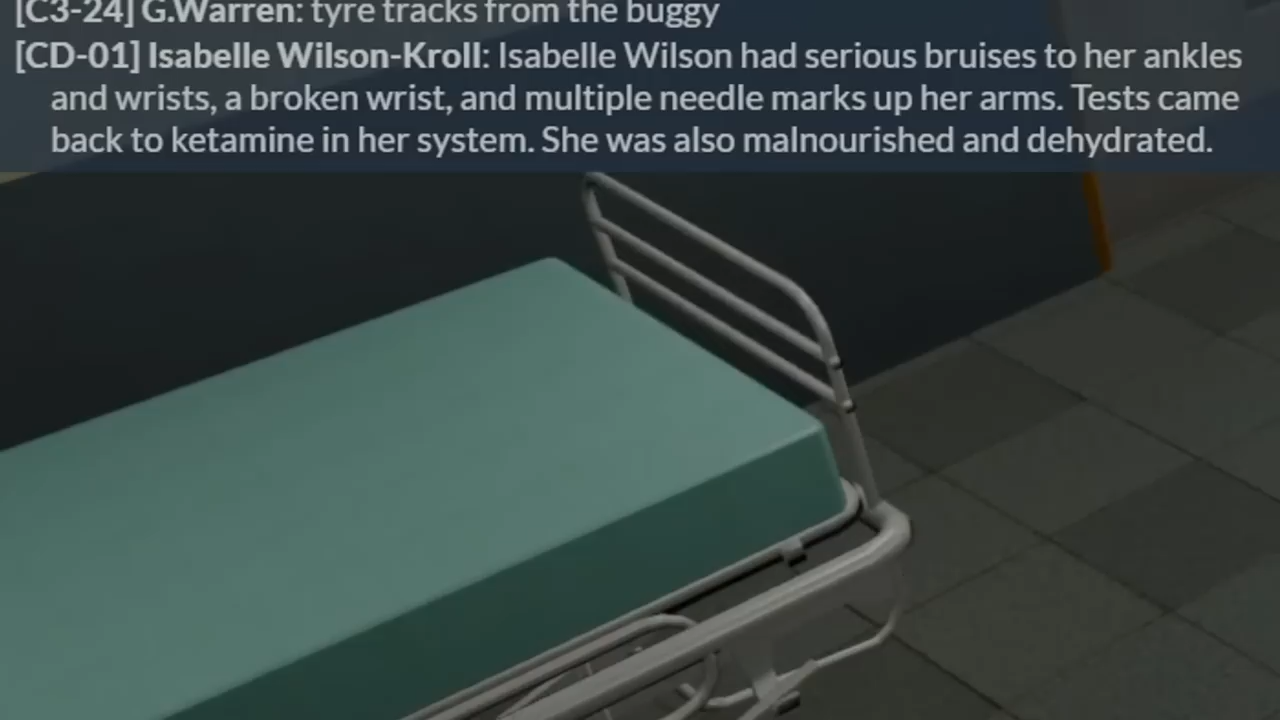 [C3-24] G.Warren: tyre tracks from the buggy
[CD-01] Isabelle Wilson-Kroll: Isabelle Wilson had serious bruises to her ankles
and wrists, a broken wrist, and multiple needle marks up her arms. Tests came
back to ketamine in her system. She was also malnourished and dehydrated.